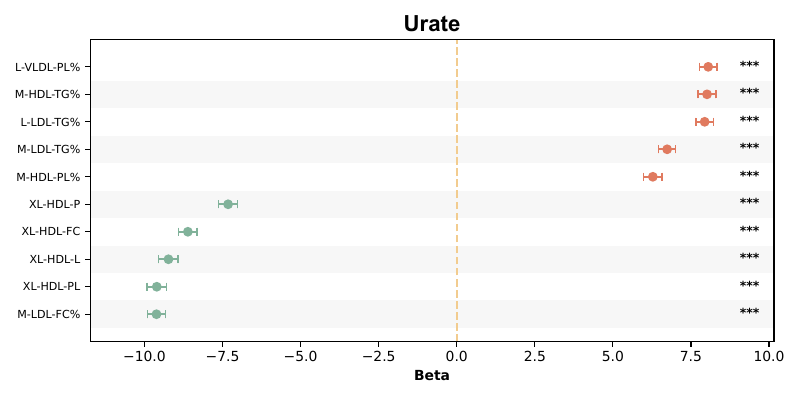 Urate
L-VLDL-PL% ***
M-HDL-TG% ***
L-LDL-TG% ***
M-LDL-TG% ***
M-HDL-PL% ***
XL-HDL-P ***
XL-HDL-FC ***
XL-HDL-L ***
XL-HDL-PL ***
M-LDL-FC% ***
−10.0 −7.5 −5.0 −2.5 0.0 2.5 5.0 7.5 10.0
Beta